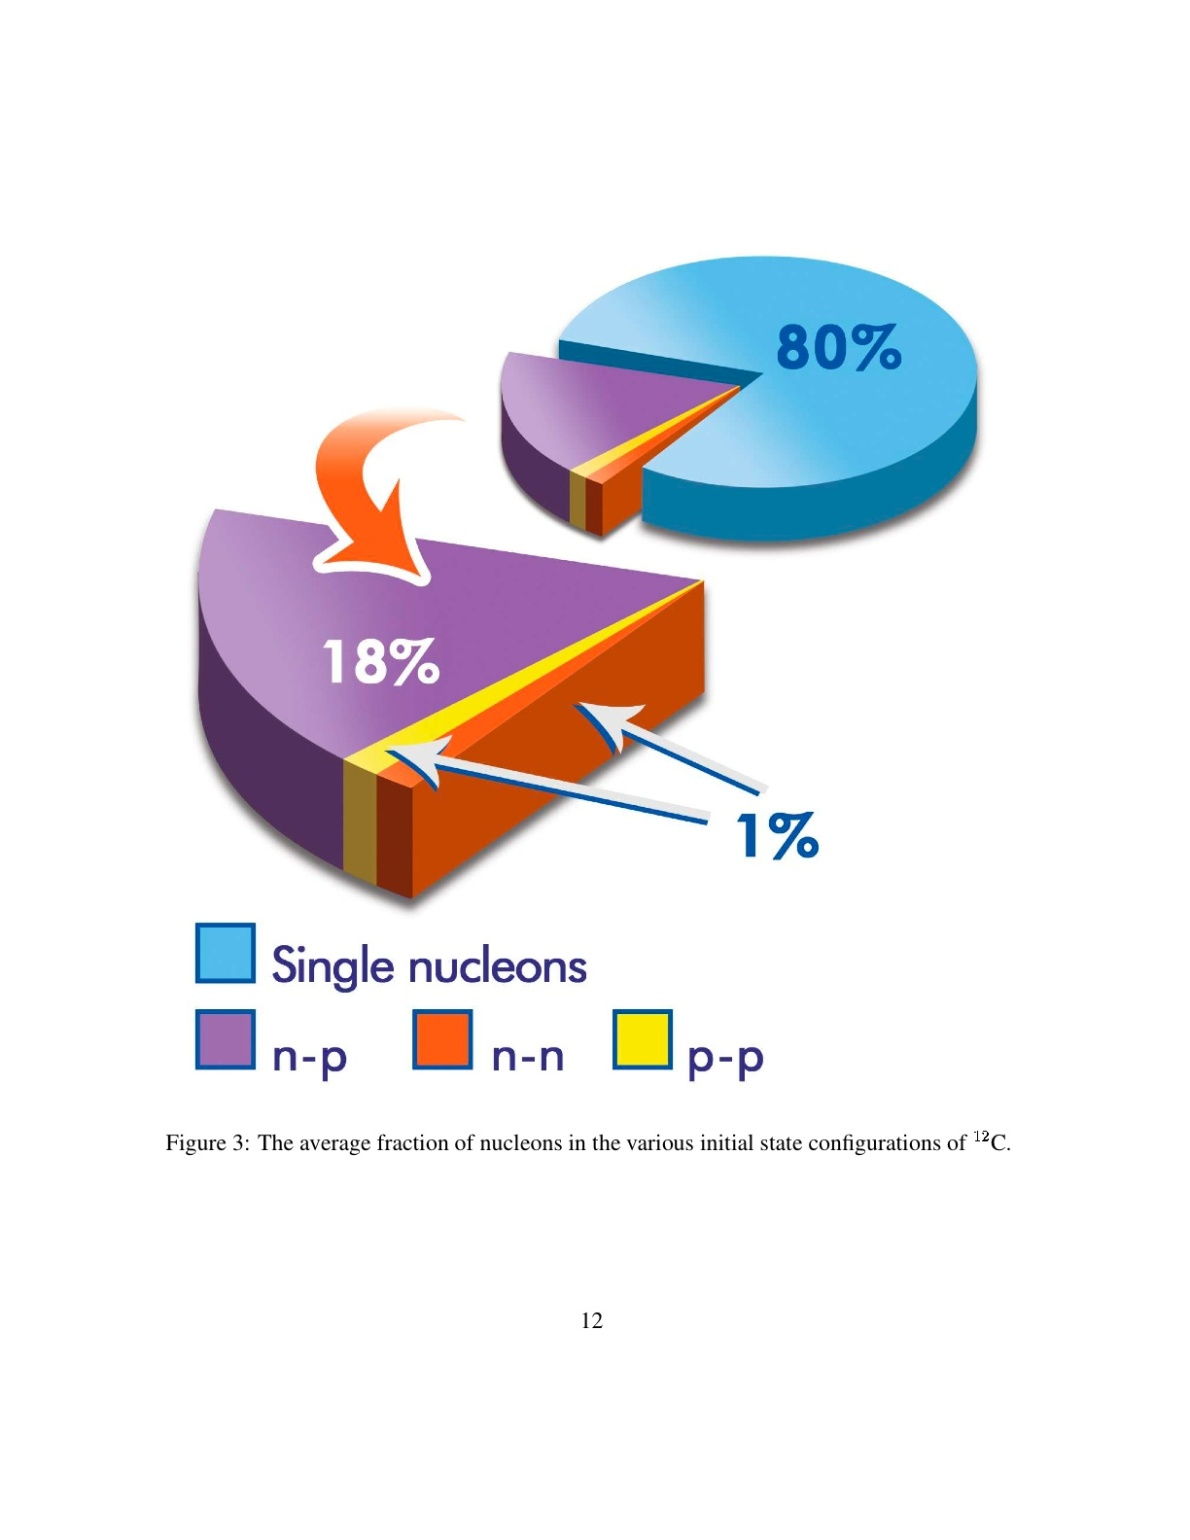 80%
18%
1%
Single nucleons
n-p n-n p-p
Figure 3: The average fraction of nucleons in the various initial state configurations of ¹²C.
12